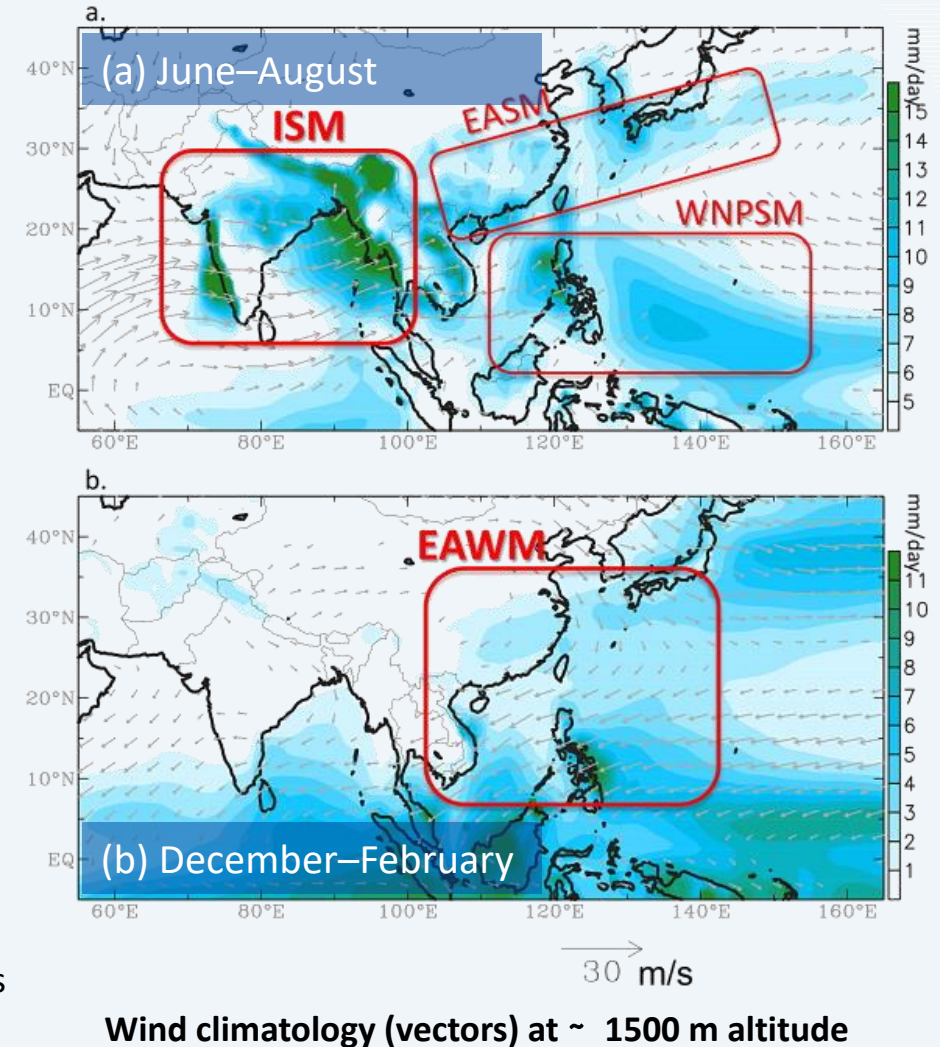 a.
(a) June–August
ISM
EASM
WNPSM
40°N
30°N
20°N
10°N
EQ
60°E 80°E 100°E 120°E 140°E 160°E
mm/day
15
14
13
12
11
10
9
8
7
6
5
b.
EAWM
(b) December–February
40°N
30°N
20°N
10°N
EQ
60°E 80°E 100°E 120°E 140°E 160°E
mm/day
11
10
9
8
7
6
5
4
3
2
1
30 m/s
s
Wind climatology (vectors) at ~ 1500 m altitude